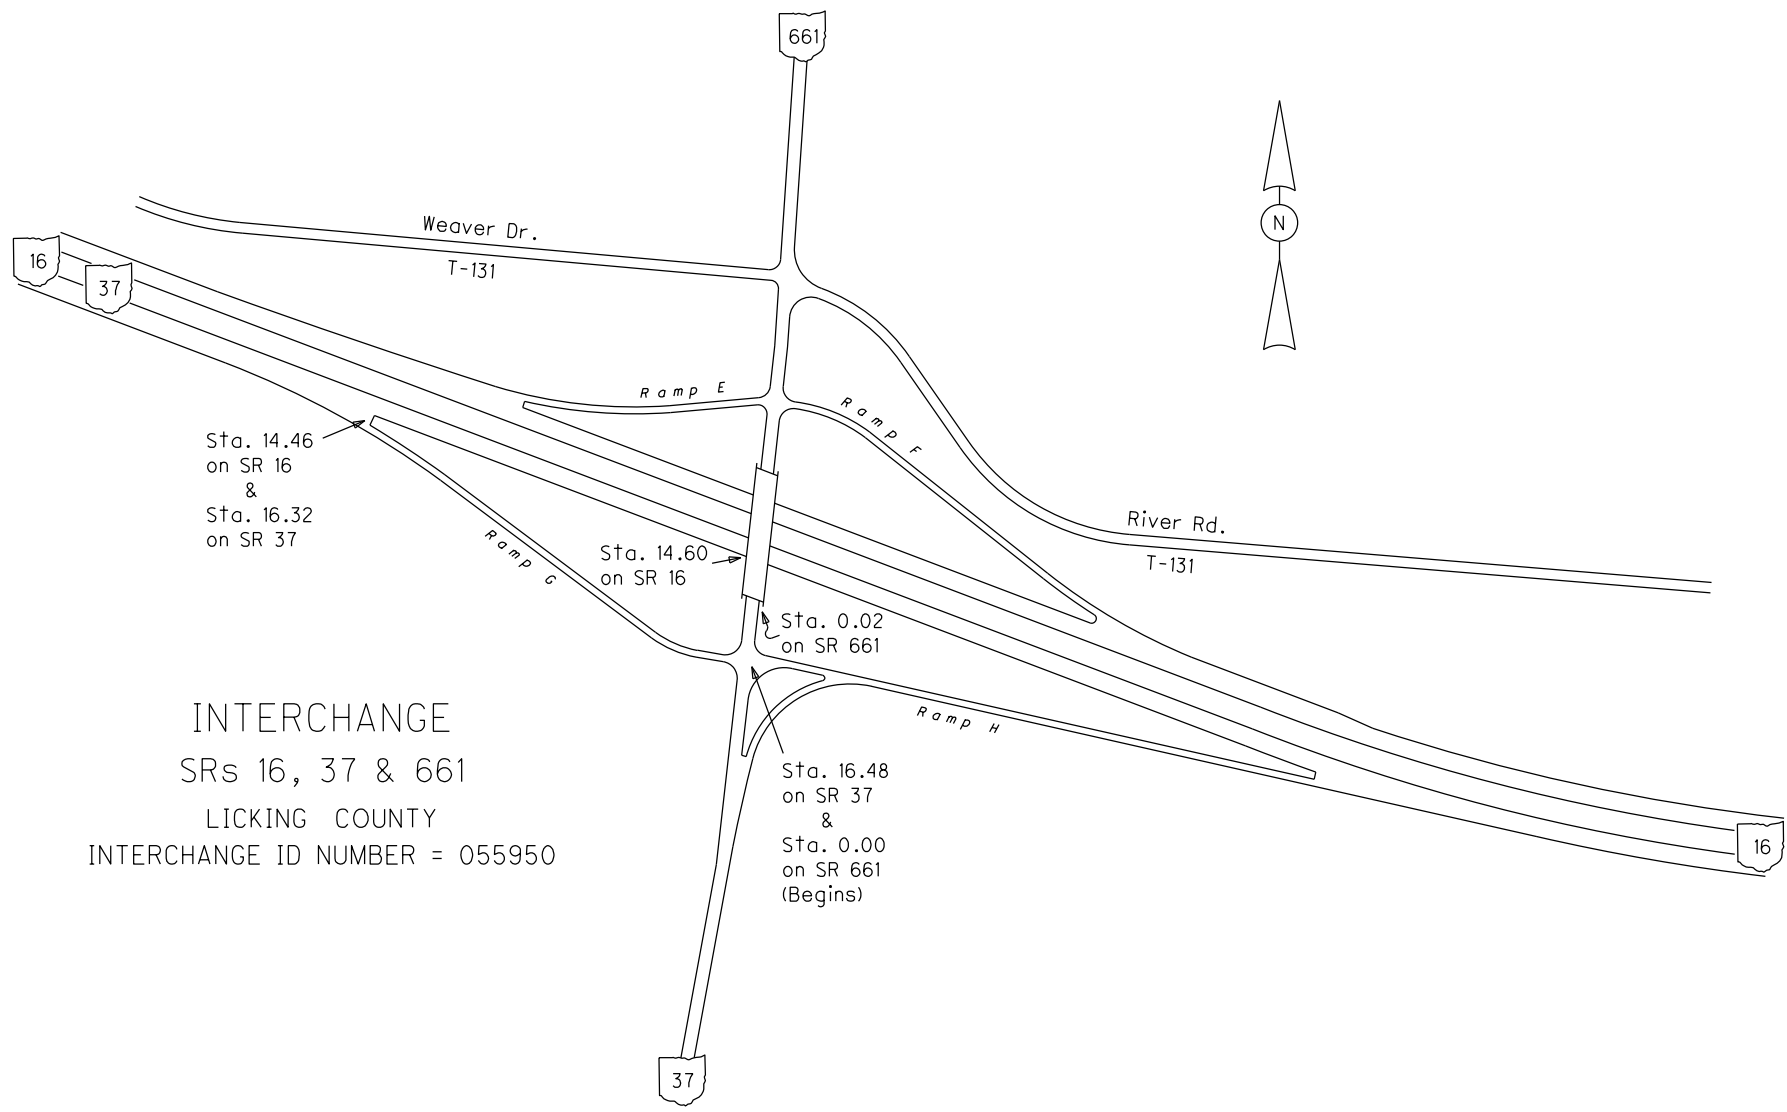 661
N
Weaver Dr.
T-131
16
37
Ramp E
Ramp F
Sta. 14.46
on SR 16
&
Sta. 16.32
on SR 37
River Rd.
T-131
Ramp G
Sta. 14.60
on SR 16
Sta. 0.02
on SR 661
Ramp H
INTERCHANGE
SRs 16, 37 & 661
LICKING COUNTY
INTERCHANGE ID NUMBER = 055950
Sta. 16.48
on SR 37
&
Sta. 0.00
on SR 661
(Begins)
16
37